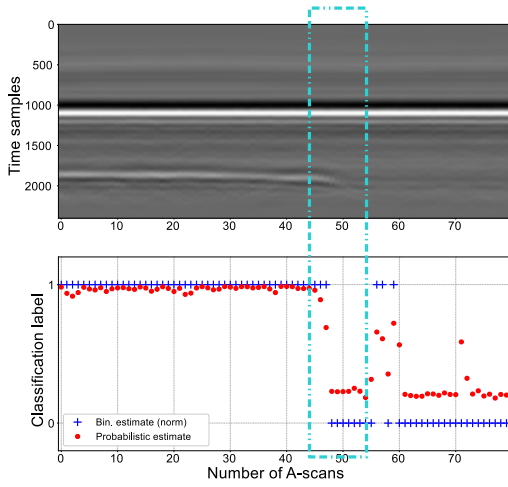 0
500
1000
1500
2000
Time samples
0 10 20 30 40 50 60 70
1
0
Classification label
Bin. estimate (norm)
Probabilistic estimate
0 10 20 30 40 50 60 70
Number of A-scans